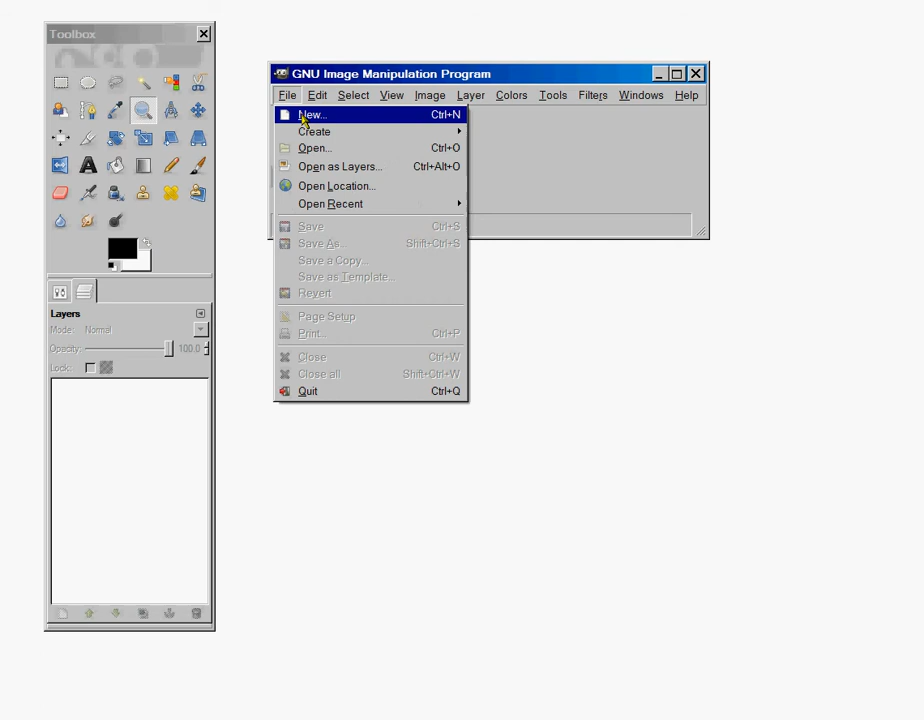 Toolbox
GNU Image Manipulation Program
File Edit Select View Image Layer Colors Tools Filters Windows Help
New... Ctrl+N
Create
Open... Ctrl+O
Open as Layers... Ctrl+Alt+O
Open Location...
Open Recent
Save Ctrl+S
Save As... Shift+Ctrl+S
Save a Copy...
Save as Template...
Revert
Page Setup
Print... Ctrl+P
Close Ctrl+W
Close all Shift+Ctrl+W
Quit Ctrl+Q
Layers
Mode: Normal
Opacity: 100.0
Lock: